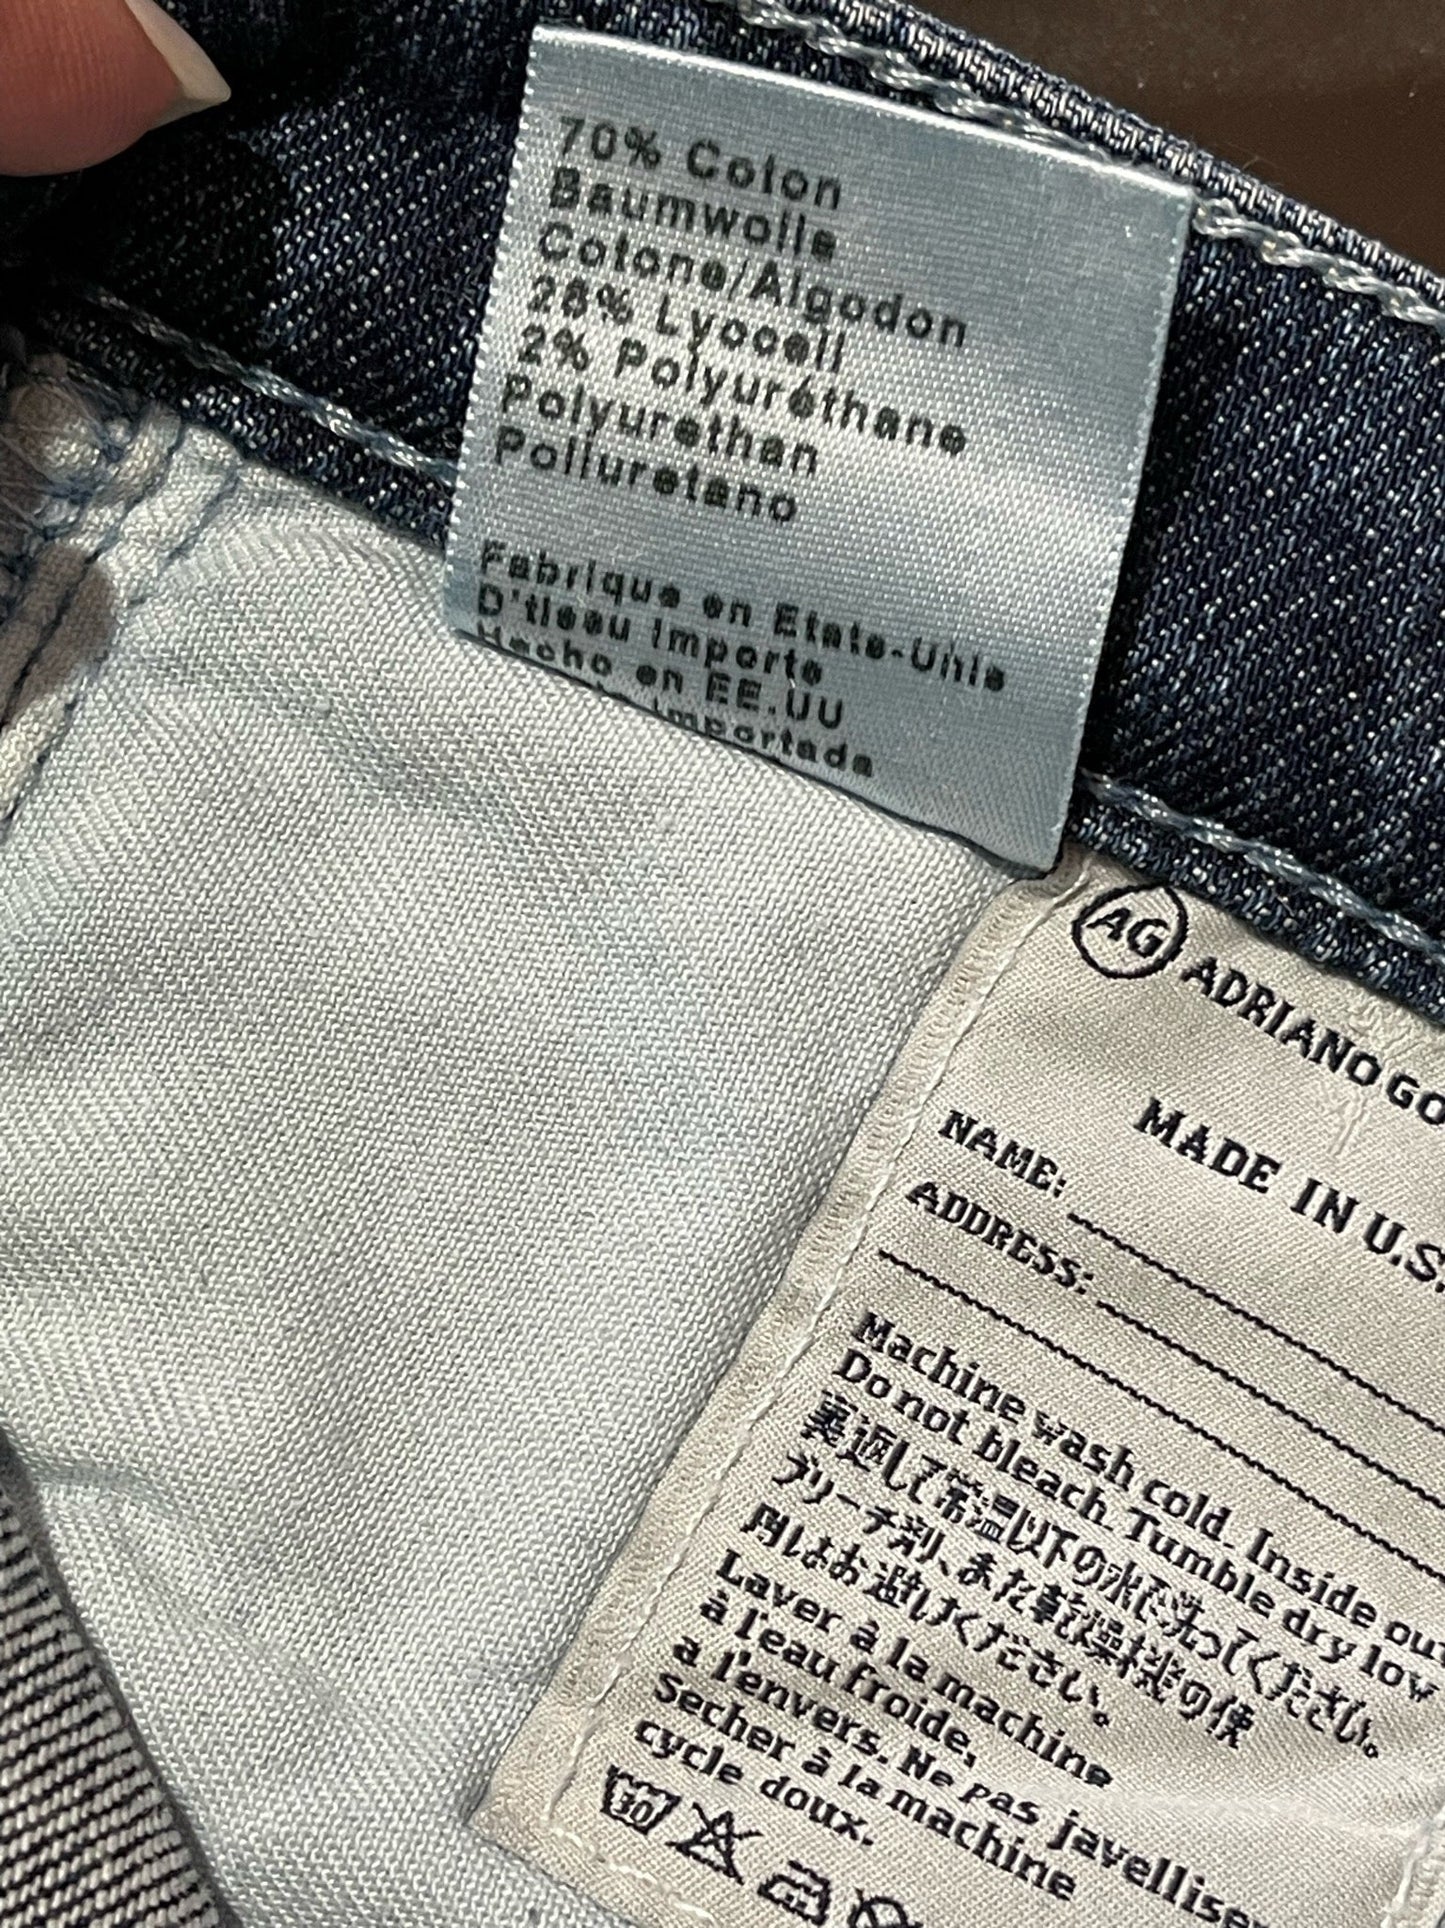 70% Coton
Baumwolle
Cotone/Algodon
28% Lyocell
2% Polyuréthane
Polyurethan
Poliuretano
Fabrique en Etats-Unis
D'tissu importe
Hecho en EE.UU
importada
AG ADRIANO GO
MADE IN U.S.
NAME:
ADDRESS:
Machine wash cold. Inside out
Do not bleach. Tumble dry low
裏返して常温以下の水で洗ってください。
ブリーチ剤、また乾燥機の使
用はお避けください。
Laver à la machine
à l'eau froide,
a l'envers. Ne pas javelliser
Secher à la machine
cycle doux.
30